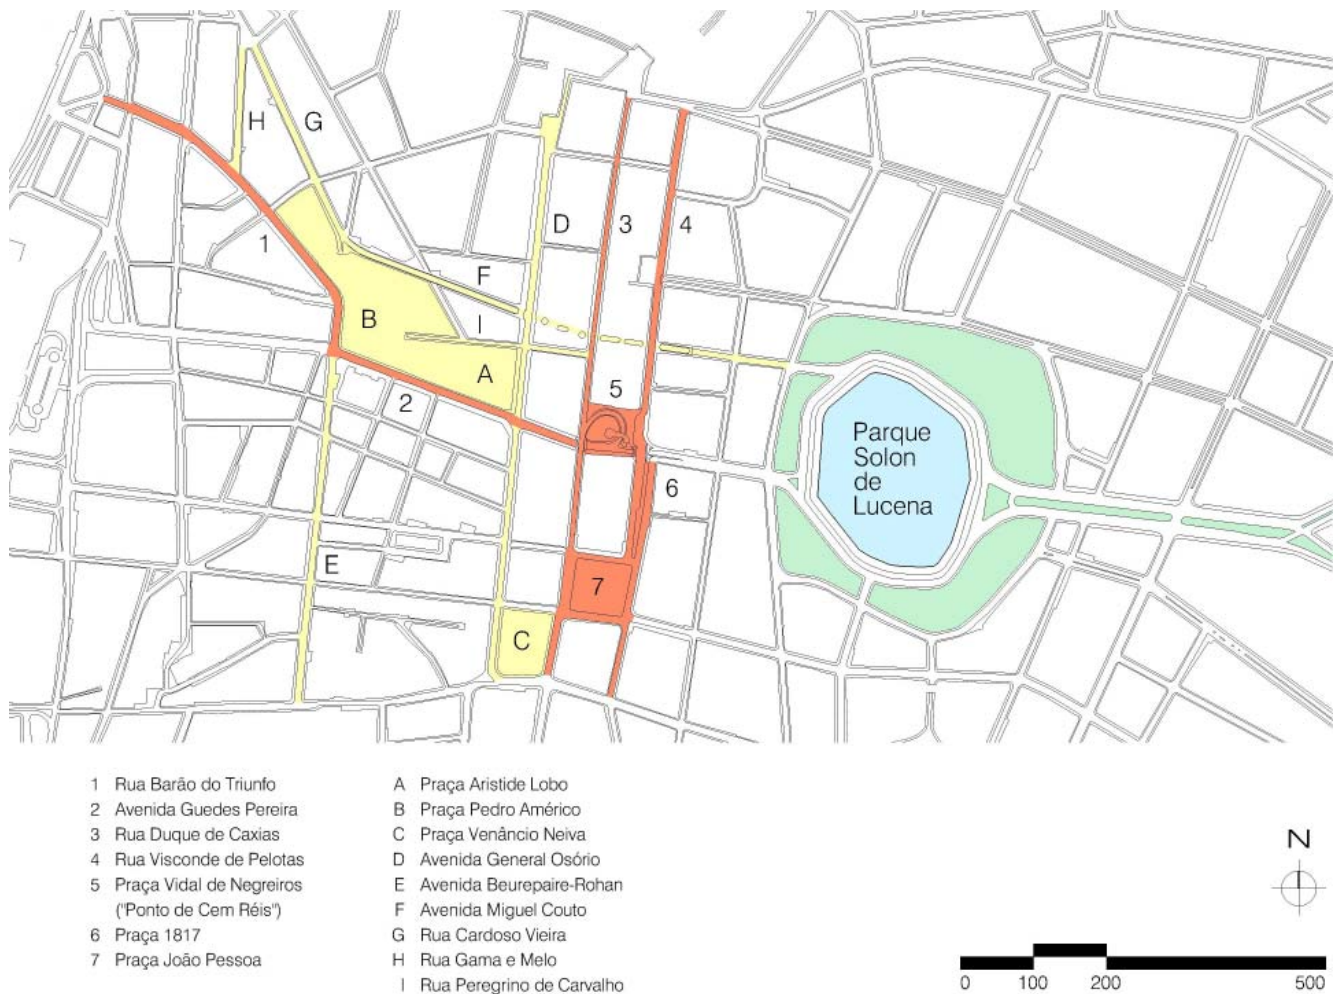 H
G
1
D
3
4
F
B
I
A
5
2
Parque
Solon
de
Lucena
6
E
7
C
1 Rua Barão do Triunfo
2 Avenida Guedes Pereira
3 Rua Duque de Caxias
4 Rua Visconde de Pelotas
5 Praça Vidal de Negreiros
("Ponto de Cem Réis")
6 Praça 1817
7 Praça João Pessoa
A Praça Aristide Lobo
B Praça Pedro Américo
C Praça Venâncio Neiva
D Avenida General Osório
E Avenida Beurepaire-Rohan
F Avenida Miguel Couto
G Rua Cardoso Vieira
H Rua Gama e Melo
I Rua Peregrino de Carvalho
N
0 100 200 500